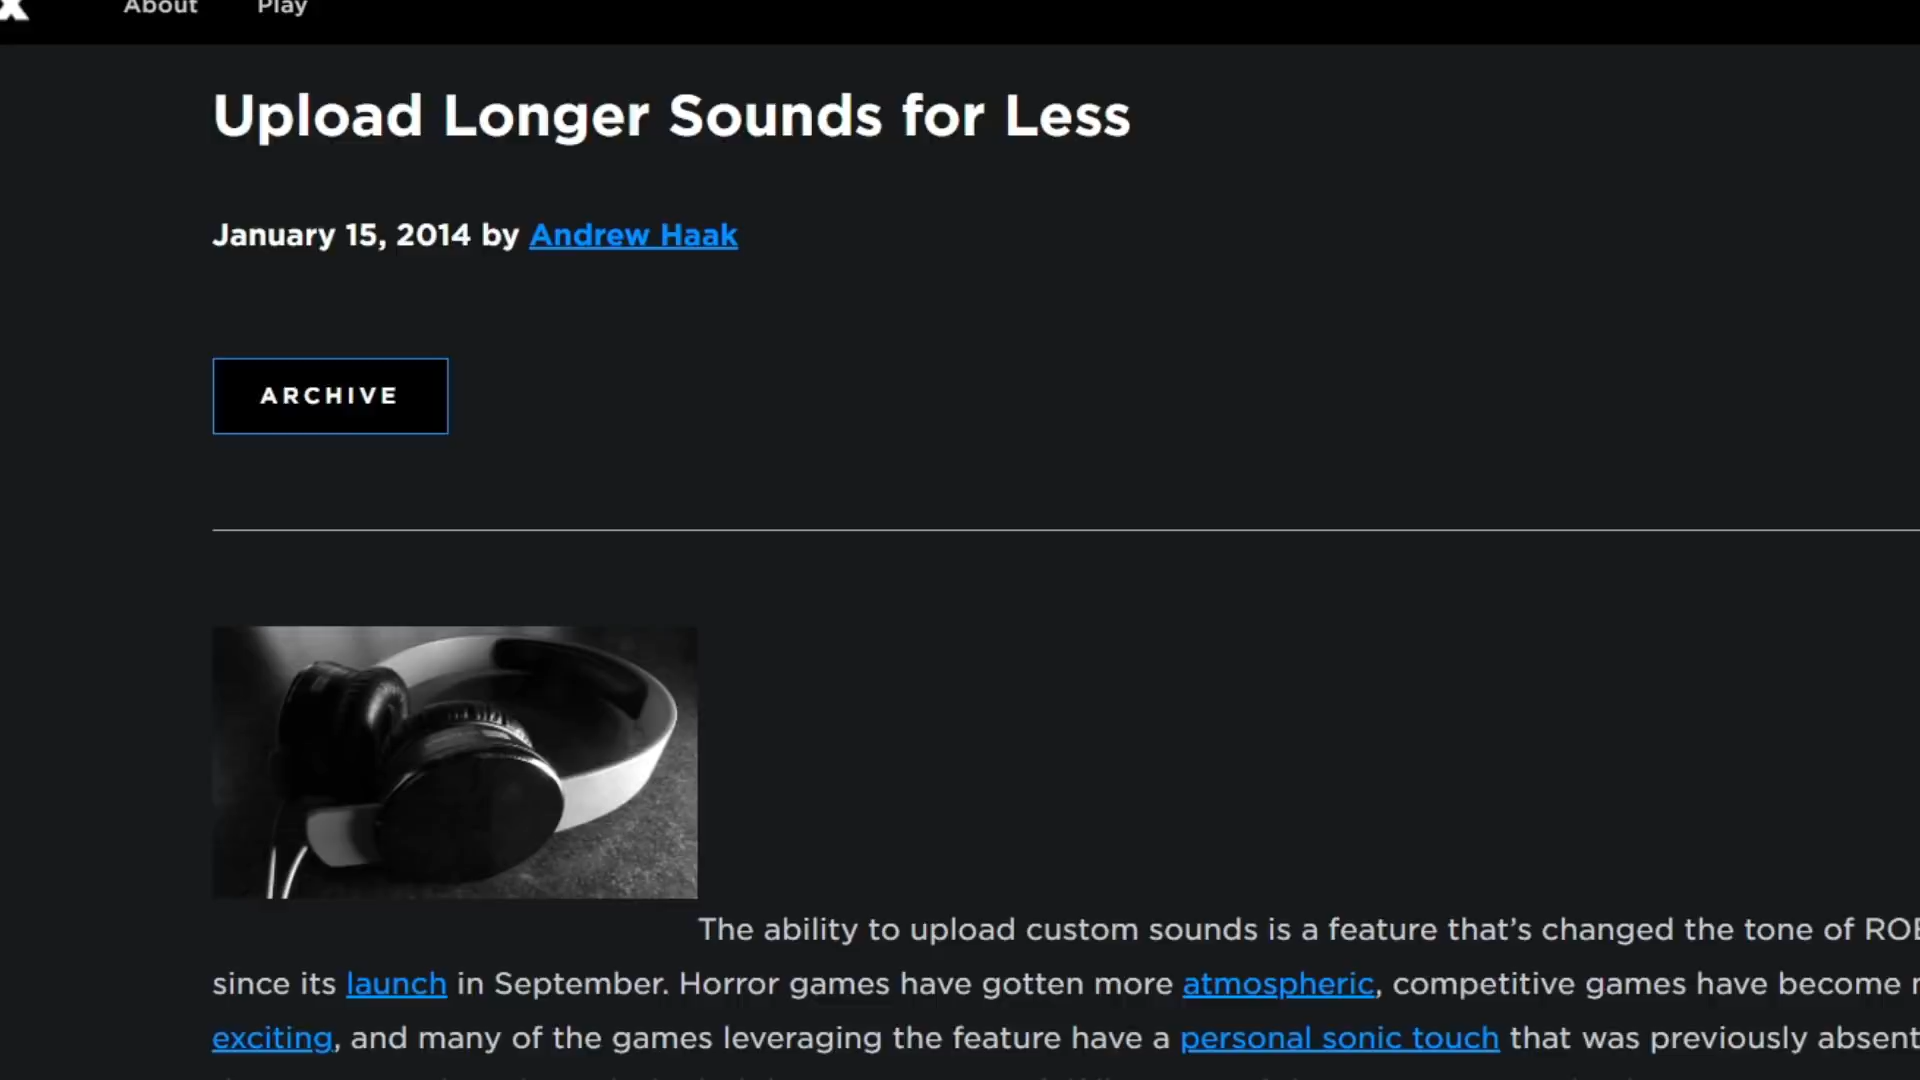 About Play
Upload Longer Sounds for Less
January 15, 2014 by Andrew Haak
ARCHIVE
The ability to upload custom sounds is a feature that’s changed the tone of
since its launch in September. Horror games have gotten more atmospheric, competitive games have become
exciting, and many of the games leveraging the feature have a personal sonic touch that was previously absent